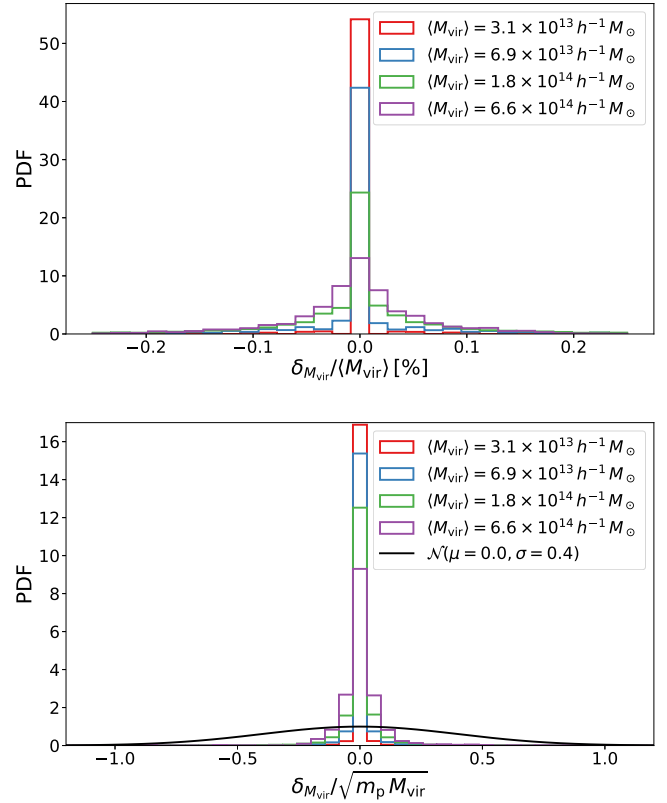 50
40
30
20
10
0
PDF
⟨M_vir⟩ = 3.1 × 10^13 h^−1 M_⊙
⟨M_vir⟩ = 6.9 × 10^13 h^−1 M_⊙
⟨M_vir⟩ = 1.8 × 10^14 h^−1 M_⊙
⟨M_vir⟩ = 6.6 × 10^14 h^−1 M_⊙
−0.2 −0.1 0.0 0.1 0.2
δ_{M_vir}/⟨M_vir⟩ [%]
16
14
12
10
8
6
4
2
0
PDF
⟨M_vir⟩ = 3.1 × 10^13 h^−1 M_⊙
⟨M_vir⟩ = 6.9 × 10^13 h^−1 M_⊙
⟨M_vir⟩ = 1.8 × 10^14 h^−1 M_⊙
⟨M_vir⟩ = 6.6 × 10^14 h^−1 M_⊙
𝒩(μ = 0.0, σ = 0.4)
−1.0 −0.5 0.0 0.5 1.0
δ_{M_vir}/√(m_p M_vir)